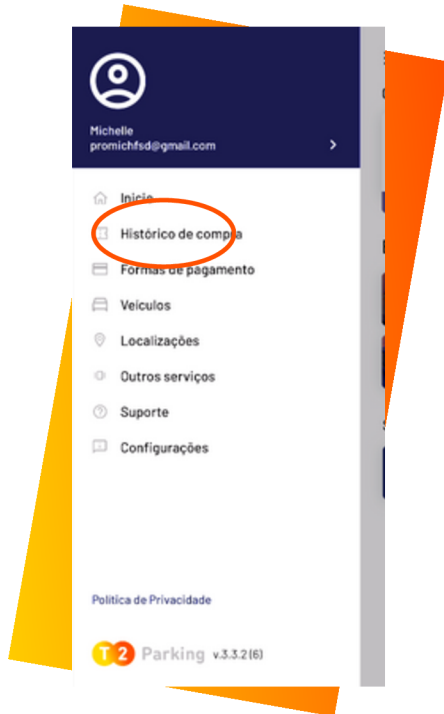 Michelle
promichfsd@gmail.com
Inicio
Histórico de compra
Formas de pagamento
Veículos
Localizações
Outros serviços
Suporte
Configurações
Política de Privacidade
T2 Parking v.3.3.2 (6)